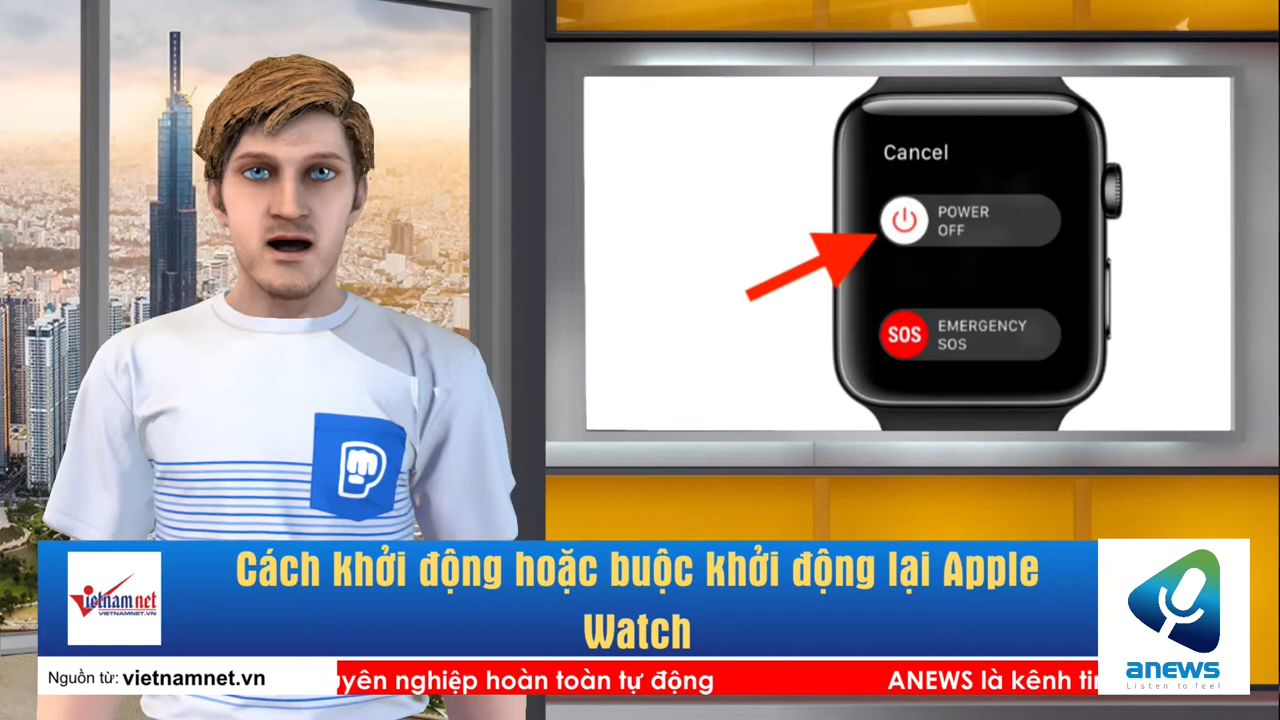 Cancel
POWER
OFF
SOS
EMERGENCY
SOS
Cách khởi động hoặc buộc khởi động lại Apple
Watch
vietnamnet
VIETNAMNET.VN
Nguồn từ: vietnamnet.vn
yên nghiệp hoàn toàn tự động
ANEWS là kênh tin
anews
Listen to feel